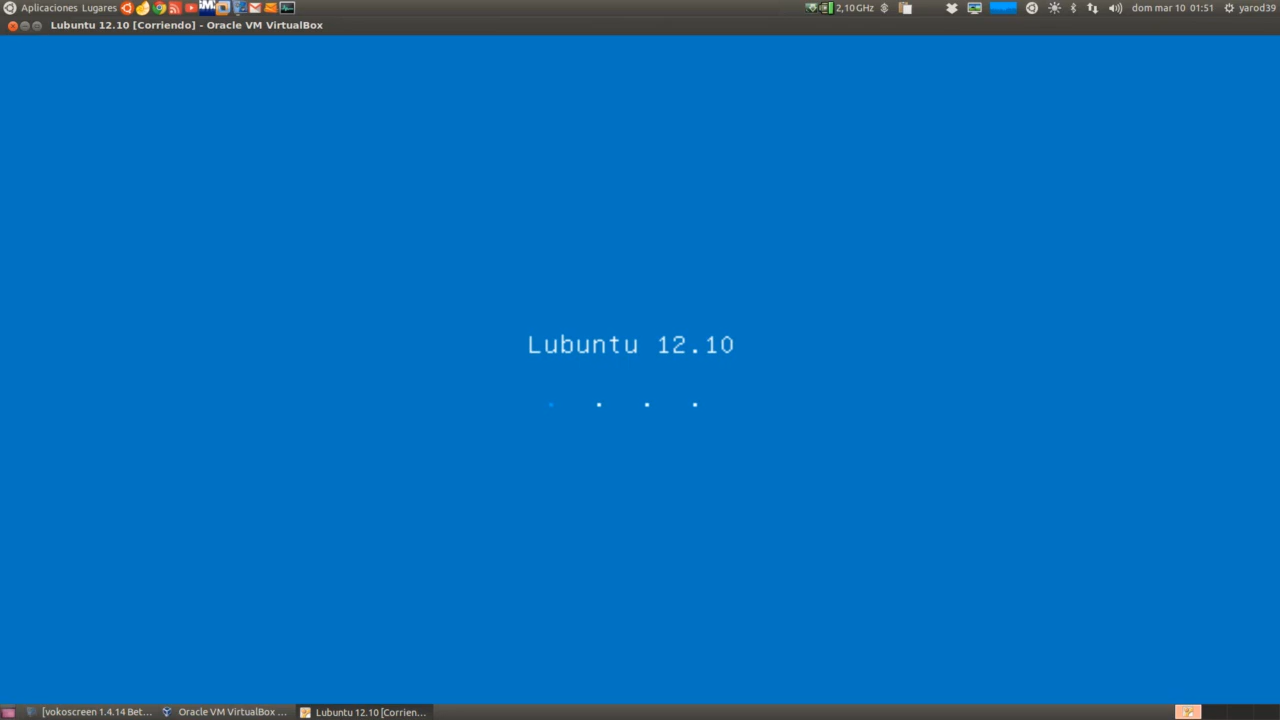 Aplicaciones Lugares 2,10GHz dom mar 10 01:51 yarod39
Lubuntu 12.10 [Corriendo] - Oracle VM VirtualBox
Lubuntu 12.10
[vokoscreen 1.4.14 Bet... Oracle VM VirtualBox ... Lubuntu 12.10 [Corrien...